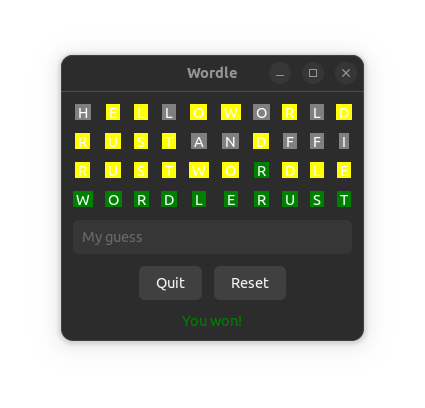 Wordle
H E L L O W O R L D
R U S T A N D F F I
R U S T W O R D L E
W O R D L E R U S T
My guess
Quit Reset
You won!